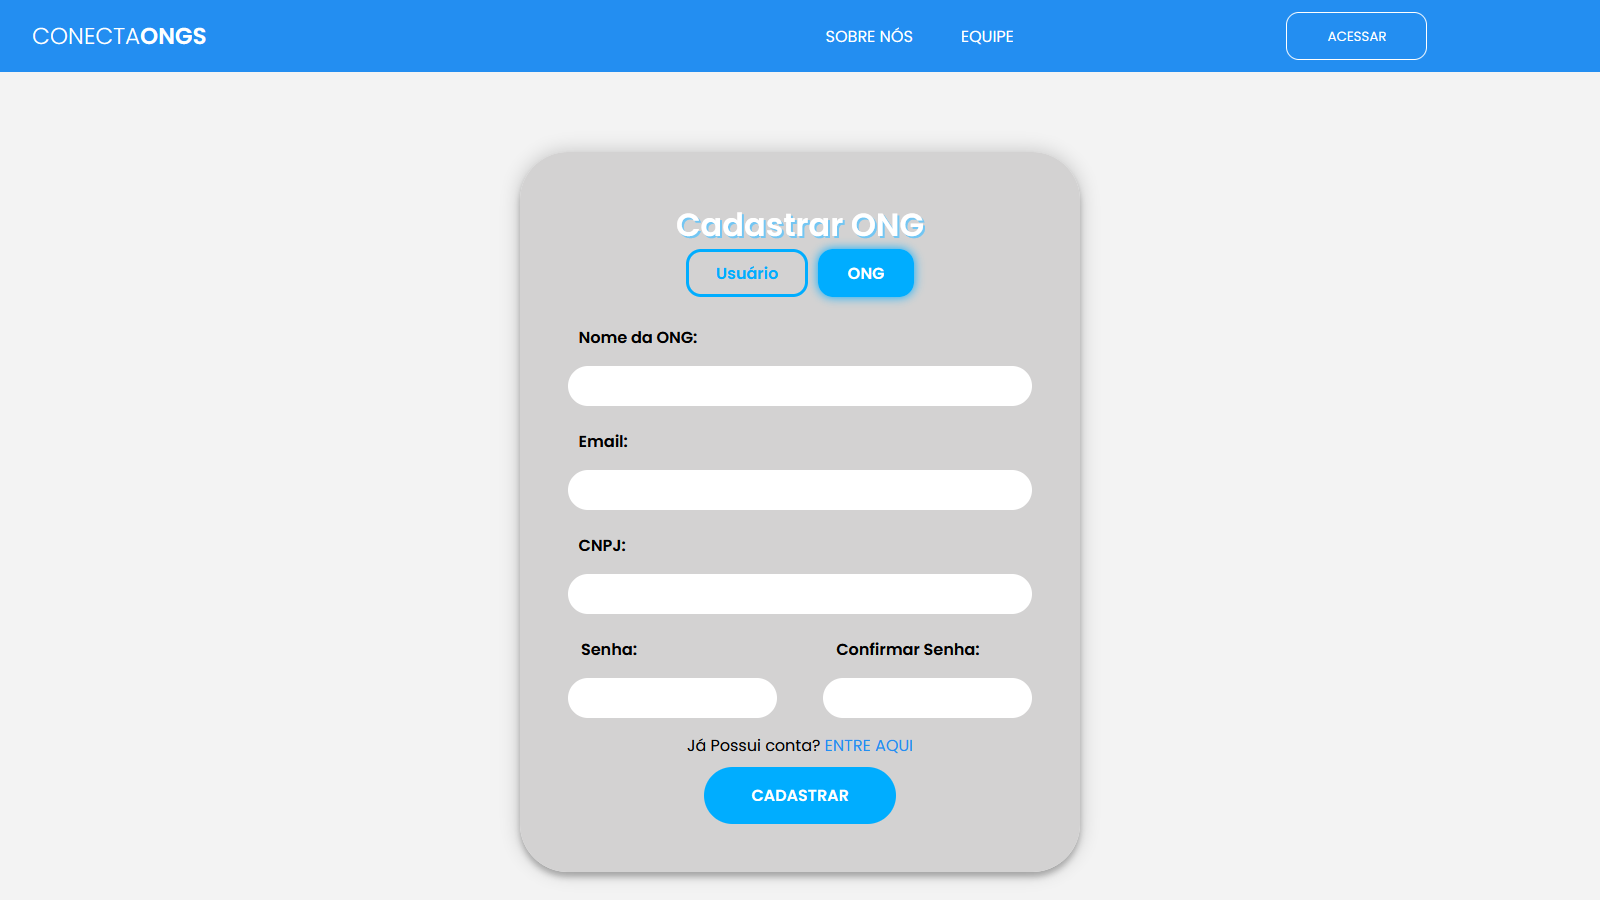 CONECTAONGS SOBRE NÓS EQUIPE ACESSAR
Cadastrar ONG
Usuário ONG
Nome da ONG:
Email:
CNPJ:
Senha: Confirmar Senha:
Já Possui conta? ENTRE AQUI
CADASTRAR